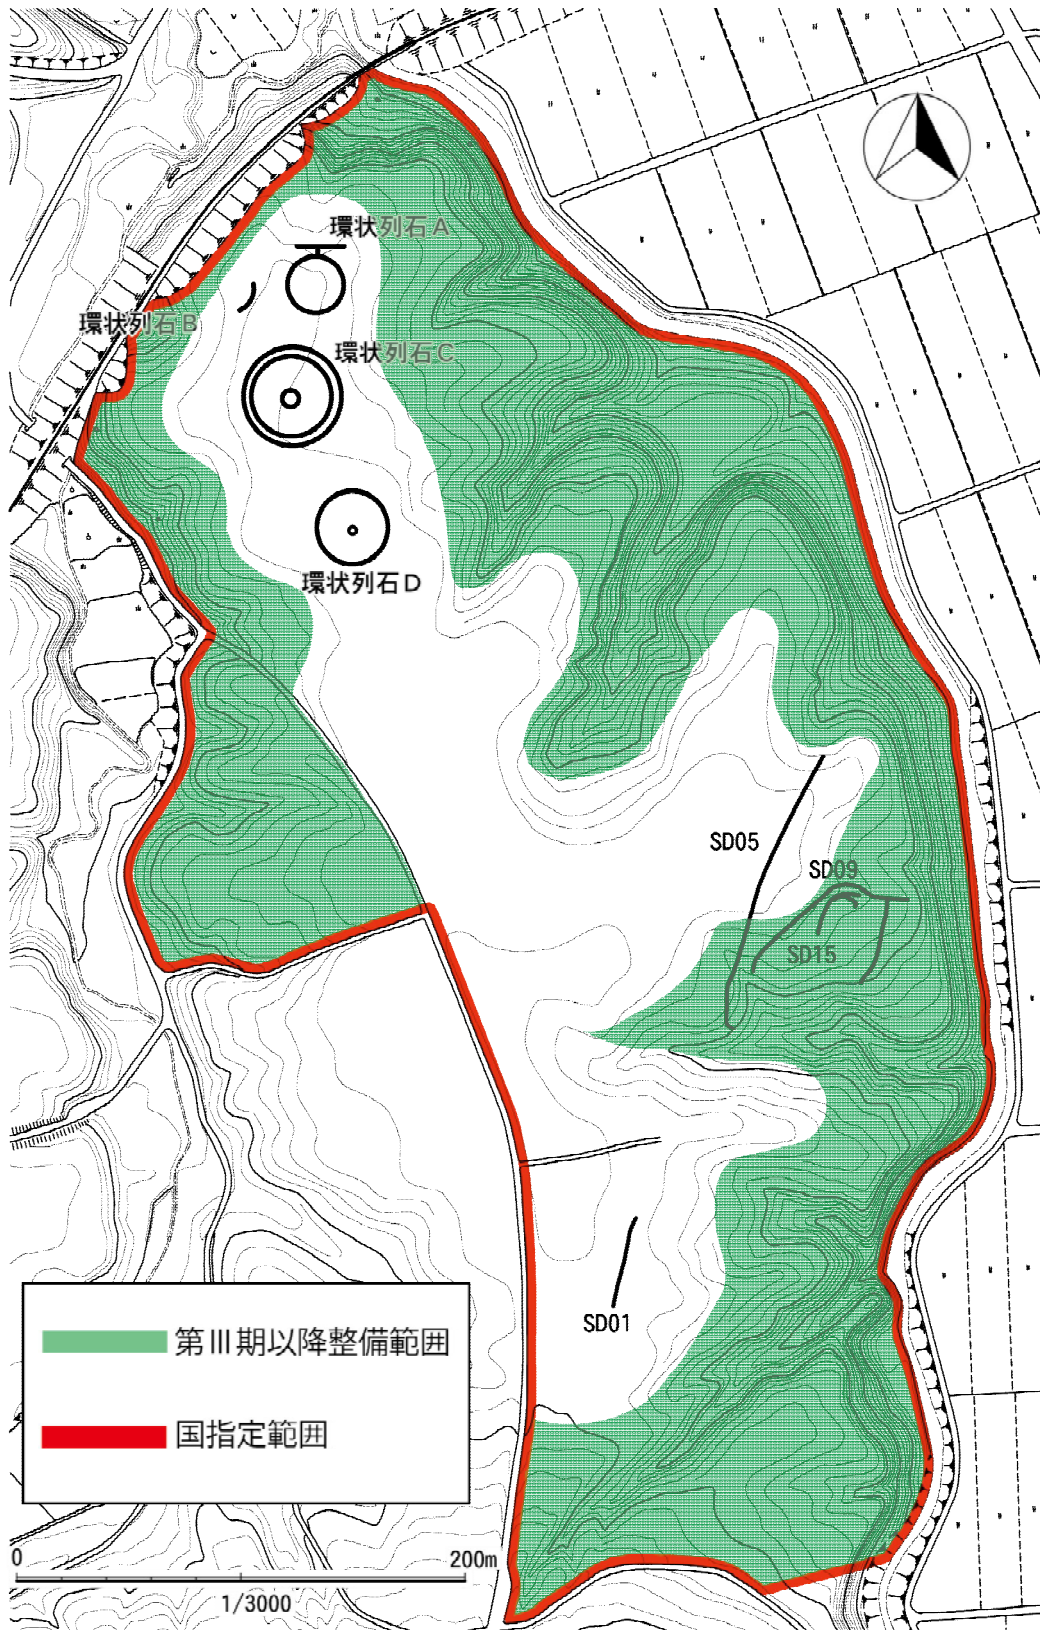 環状列石A
環状列石B
環状列石C
環状列石D
SD05
SD09
SD15
SD01
第Ⅲ期以降整備範囲
国指定範囲
0 200m
1/3000